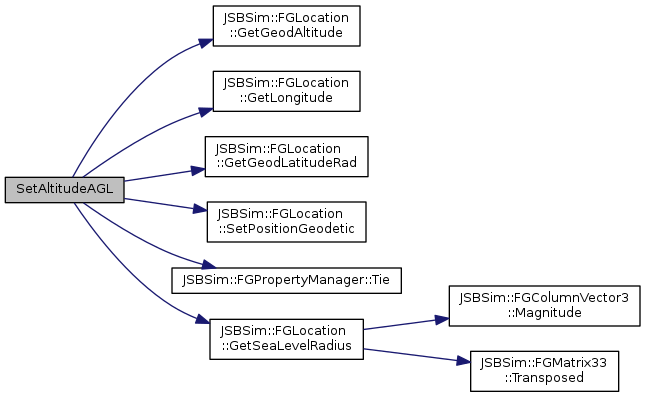 JSBSim::FGLocation
::GetGeodAltitude
JSBSim::FGLocation
::GetLongitude
JSBSim::FGLocation
::GetGeodLatitudeRad
SetAltitudeAGL
JSBSim::FGLocation
::SetPositionGeodetic
JSBSim::FGPropertyManager::Tie
JSBSim::FGLocation
::GetSeaLevelRadius
JSBSim::FGColumnVector3
::Magnitude
JSBSim::FGMatrix33
::Transposed